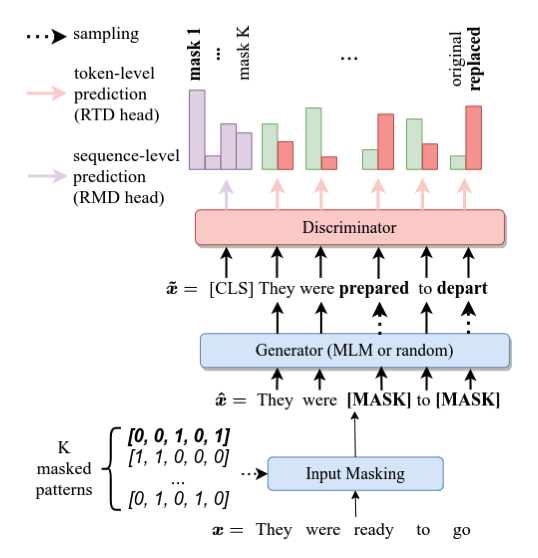 sampling
token-level
prediction
(RTD head)
sequence-level
prediction
(RMD head)
mask 1
...
mask K
...
original
replaced
Discriminator
x̃̂ = [CLS] They were prepared to depart
Generator (MLM or random)
x̂ = They were [MASK] to [MASK]
K
masked
patterns
[0, 0, 1, 0, 1]
[1, 1, 0, 0, 0]
...
[0, 1, 0, 1, 0]
Input Masking
x = They were ready to go